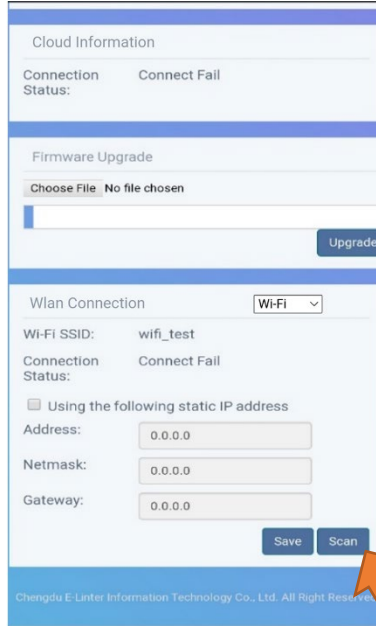 Cloud Information
Connection Status: Connect Fail
Firmware Upgrade
Choose File No file chosen
Upgrade
Wlan Connection Wi-Fi
Wi-Fi SSID: wifi_test
Connection Status: Connect Fail
Using the following static IP address
Address: 0.0.0.0
Netmask: 0.0.0.0
Gateway: 0.0.0.0
Save Scan
Chengdu E-Linter Information Technology Co., Ltd. All Right Reserved